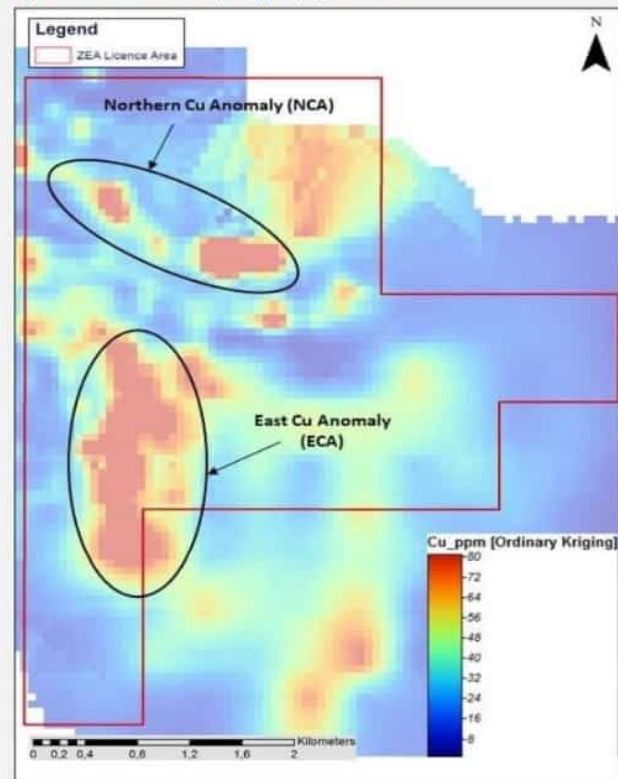 Legend
ZEA Licence Area
N
Northern Cu Anomaly (NCA)
East Cu Anomaly
(ECA)
Cu_ppm [Ordinary Kriging]
80
72
64
56
48
40
32
24
16
8
Kilometers
0 0,2 0,4 0,8 1,2 1,6 2